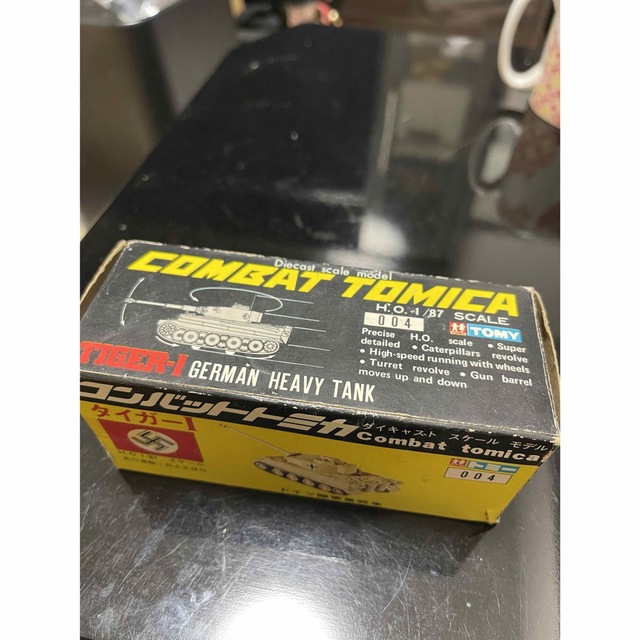 Diecast scale model
COMBAT TOMICA
H.O. 1/87 SCALE
004
TOMY
Precise H.O. scale • Super
detailed • Caterpillars revolve
• High-speed running with wheels
• Turret revolve • Gun barrel
moves up and down
TIGER-I GERMAN HEAVY TANK
コンバットトミカ
ダイキャスト スケール モデル
Combat tomica
タイガーI
トミー
004